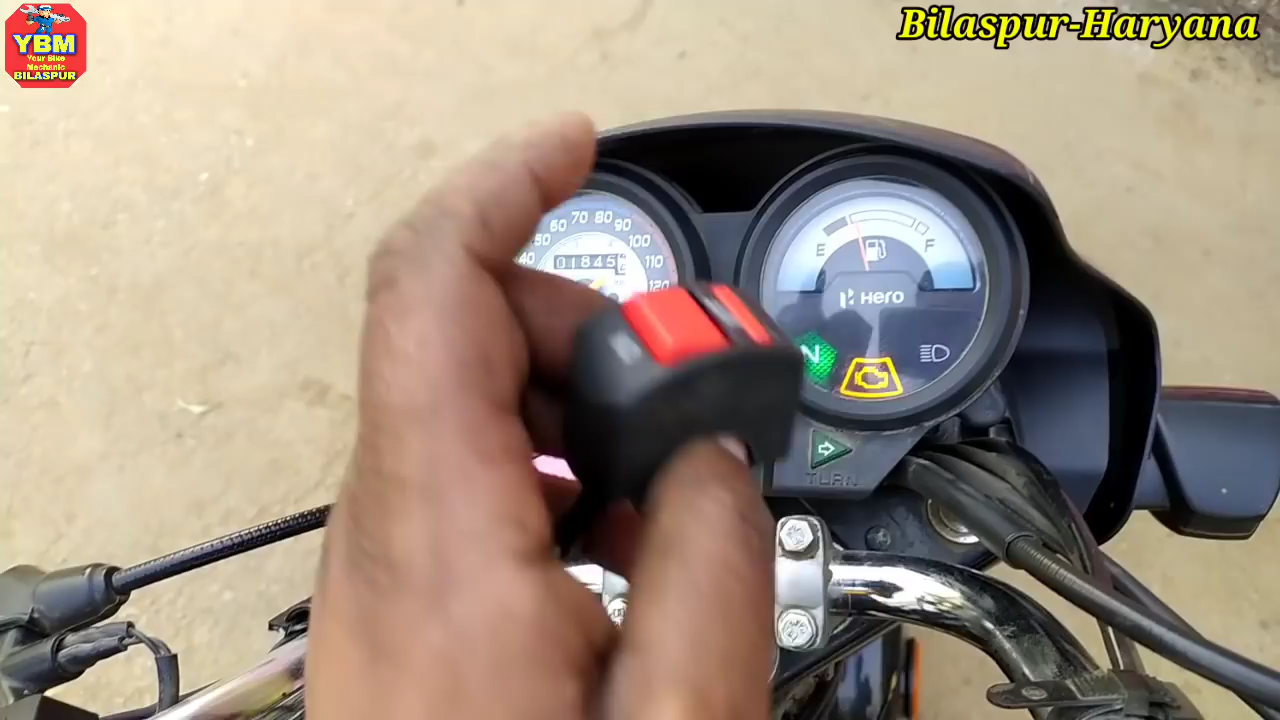 YBM
Your Bike
Mechanic
BILASPUR
Bilaspur-Haryana
40 50 60 70 80 90 100 110 120
01845
E
F
Hero
N
TURN